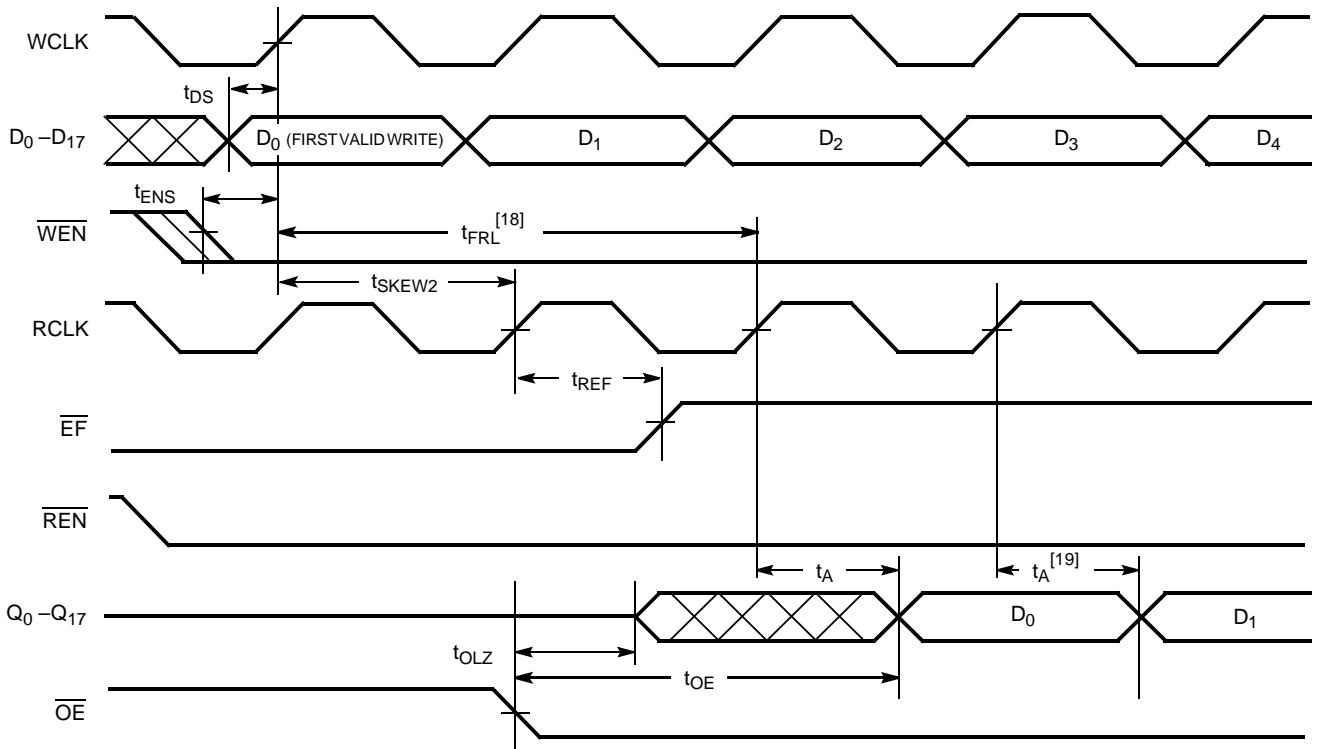 WCLK
tDS
D0 –D17
D0 (FIRST VALID WRITE)
D1
D2
D3
D4
tENS
WEN
tFRL[18]
tSKEW2
RCLK
tREF
EF
REN
tA
tA[19]
Q0 –Q17
D0
D1
tOLZ
tOE
OE